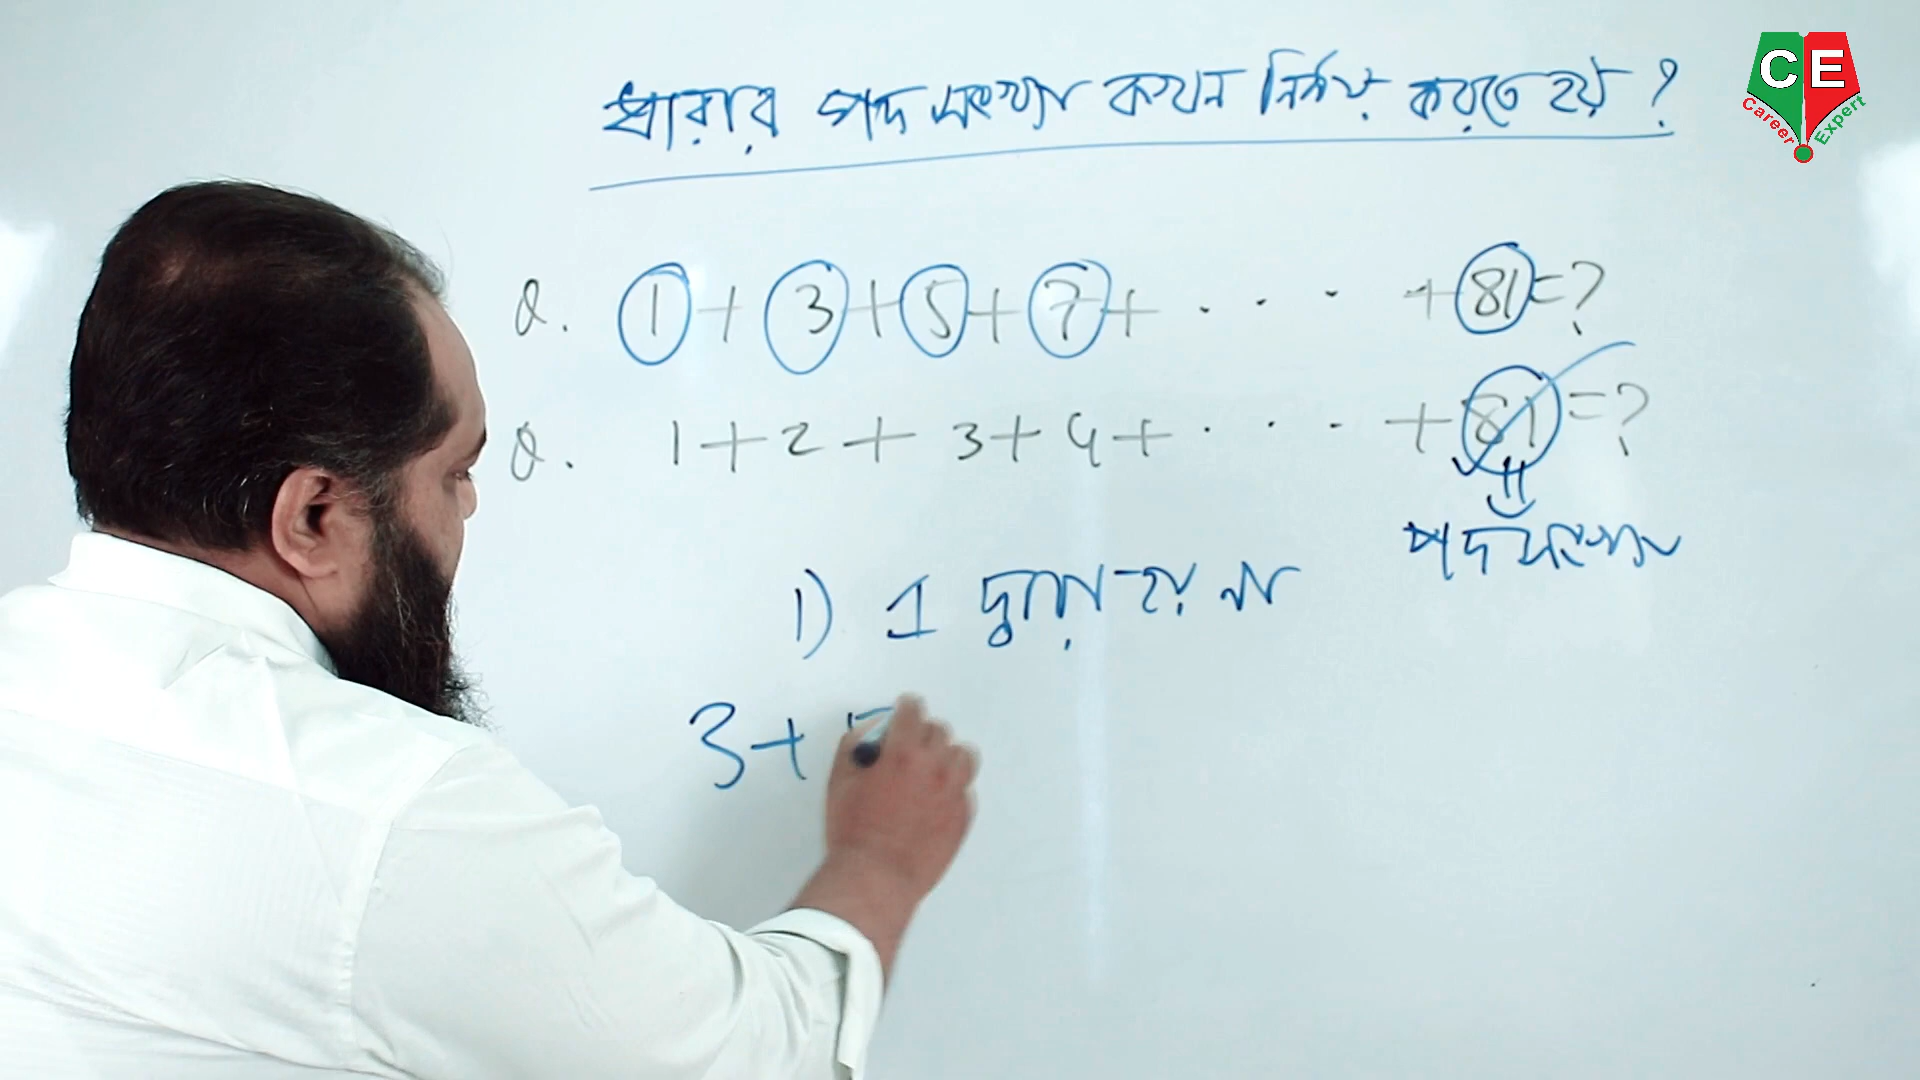 ধারার পদ সংখ্যা কখন নির্ণয় করতে হয় ?
CE
Career Expert
Q. 1 + 3 + 5 + 7 + . . . + 81 = ?
Q. 1 + 2 + 3 + 4 + . . . + 81 = ?
পদ সংখ্যা
1) 1 দ্বারা হয় না
3 +